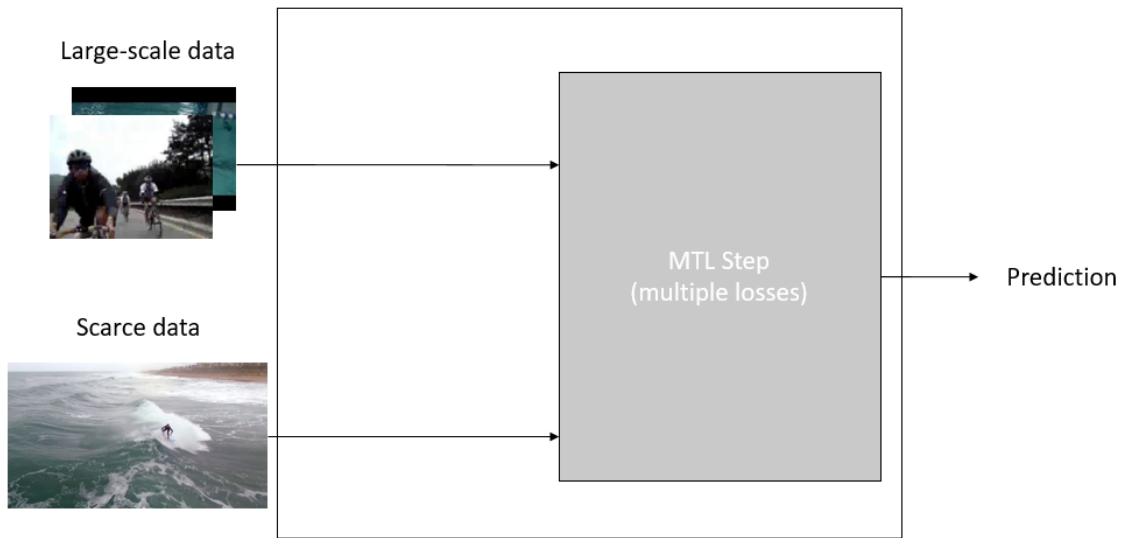 Large-scale data
MTL Step
(multiple losses)
Prediction
Scarce data